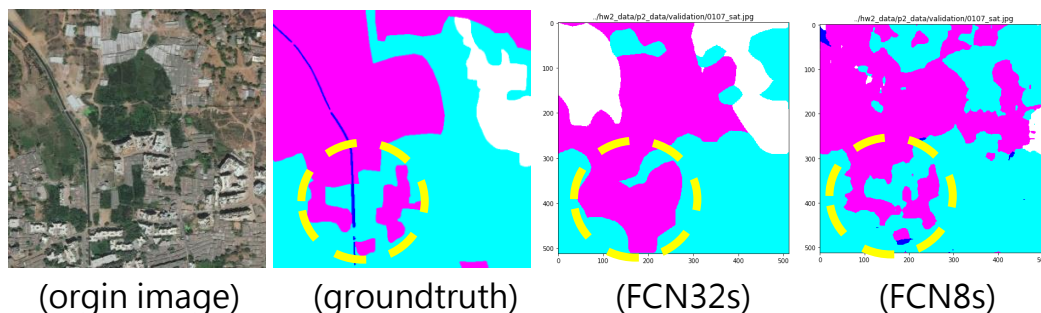 ../hw2_data/p2_data/validation/0107_sat.jpg
../hw2_data/p2_data/validation/0107_sat.jpg
0
100
200
300
400
500
0 100 200 300 400 500
0
100
200
300
400
500
0 100 200 300 400 500
(orgin image) (groundtruth) (FCN32s) (FCN8s)